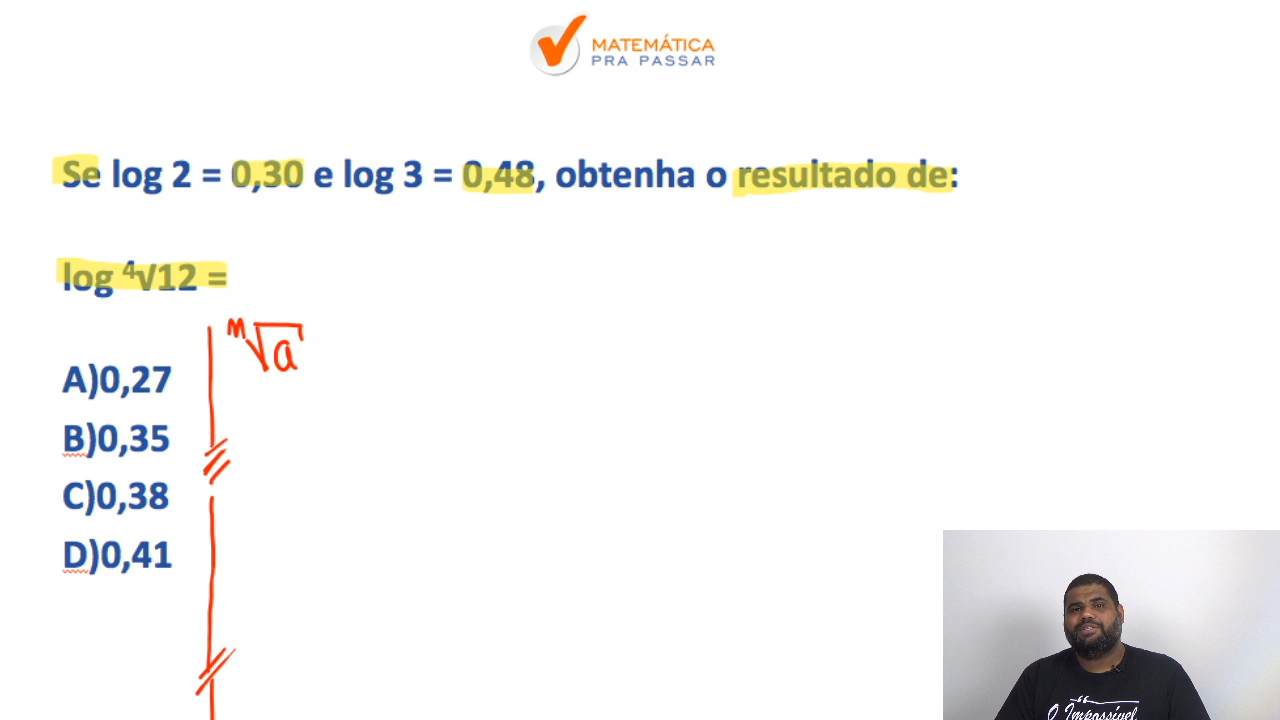 MATEMÁTICA
PRA PASSAR
Se log 2 = 0,30 e log 3 = 0,48, obtenha o resultado de:
log ⁴√12 =
ᵐ√a
A)0,27
B)0,35
C)0,38
D)0,41
“
O Impossível